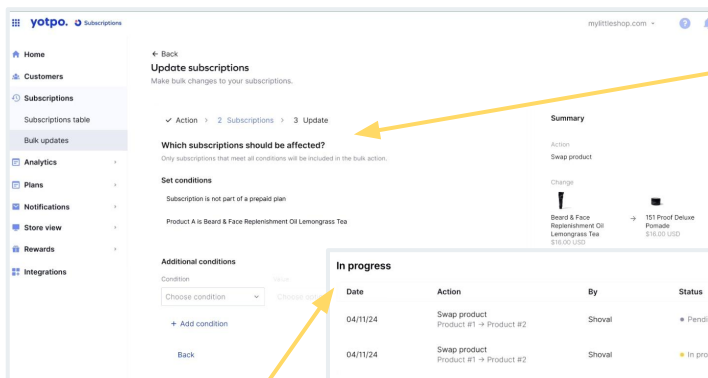 yotpo. Subscriptions
mylittleshop.com
?
Home
Customers
Subscriptions
Subscriptions table
Bulk updates
Analytics
Plans
Notifications
Store view
Rewards
Integrations
← Back
Update subscriptions
Make bulk changes to your subscriptions.
✓ Action > 2 Subscriptions > 3 Update
Which subscriptions should be affected?
Only subscriptions that meet all conditions will be included in the bulk action.
Set conditions
Subscription is not part of a prepaid plan
Product A is Beard & Face Replenishment Oil Lemongrass Tea
Additional conditions
Condition
Choose condition
+ Add condition
Back
Summary
Action
Swap product
Change
Beard & Face
Replenishment Oil
Lemongrass Tea
$16.00 USD
→
151 Proof Deluxe
Pomade
$16.00 USD
In progress
Date Action By Status
04/11/24 Swap product Shoval Pendi
Product #1 → Product #2
04/11/24 Swap product Shoval In pro
Product #1 → Product #2